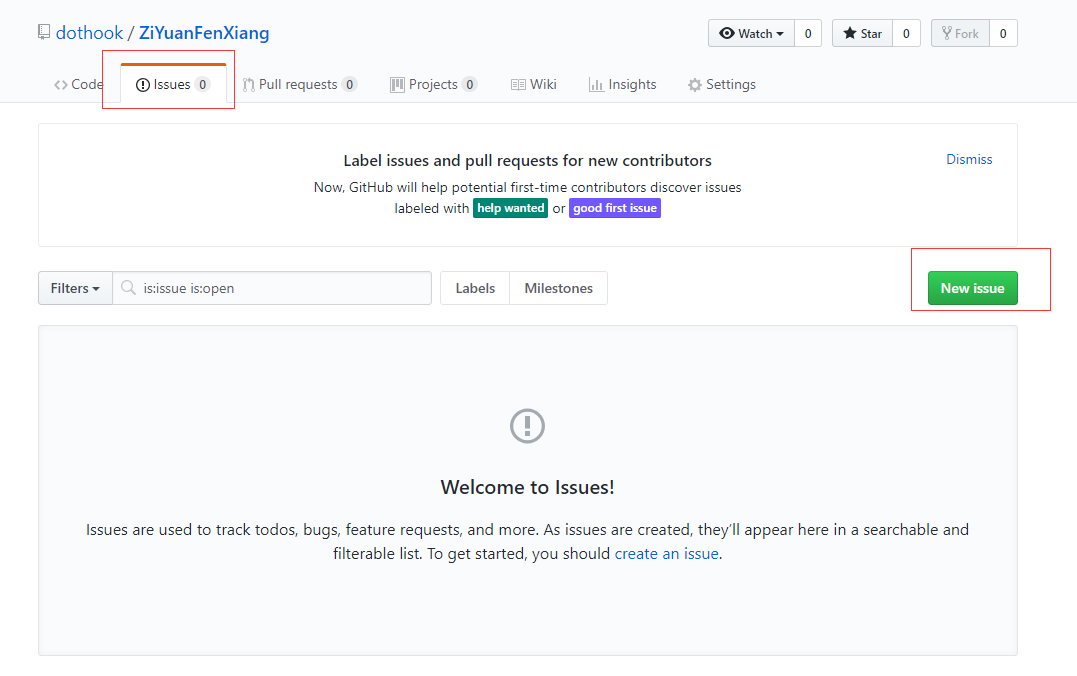 dothook / ZiYuanFenXiang
Watch 0 Star 0 Fork 0
Code Issues 0 Pull requests 0 Projects 0 Wiki Insights Settings
Label issues and pull requests for new contributors
Dismiss
Now, GitHub will help potential first-time contributors discover issues
labeled with help wanted or good first issue
Filters is:issue is:open Labels Milestones New issue
Welcome to Issues!
Issues are used to track todos, bugs, feature requests, and more. As issues are created, they’ll appear here in a searchable and
filterable list. To get started, you should create an issue.